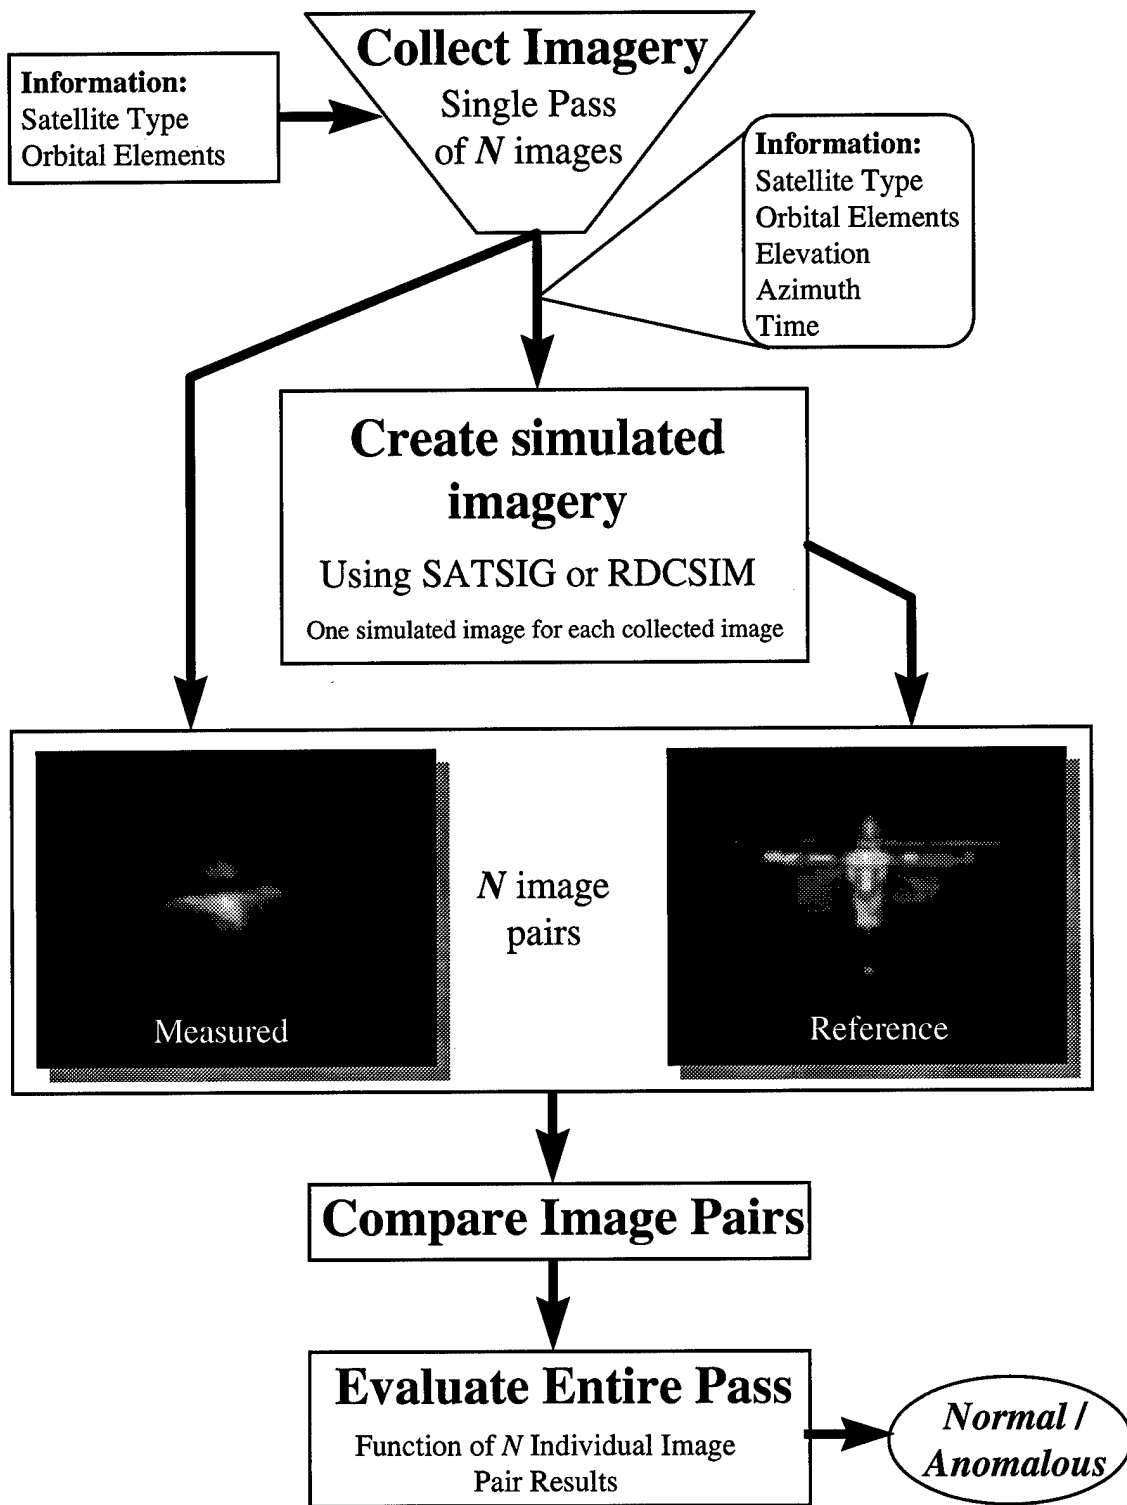 Collect Imagery
Single Pass
of N images
Information:
Satellite Type
Orbital Elements
Information:
Satellite Type
Orbital Elements
Elevation
Azimuth
Time
Create simulated
imagery
Using SATSIG or RDCSIM
One simulated image for each collected image
Measured
N image
pairs
Reference
Compare Image Pairs
Evaluate Entire Pass
Function of N Individual Image
Pair Results
Normal /
Anomalous